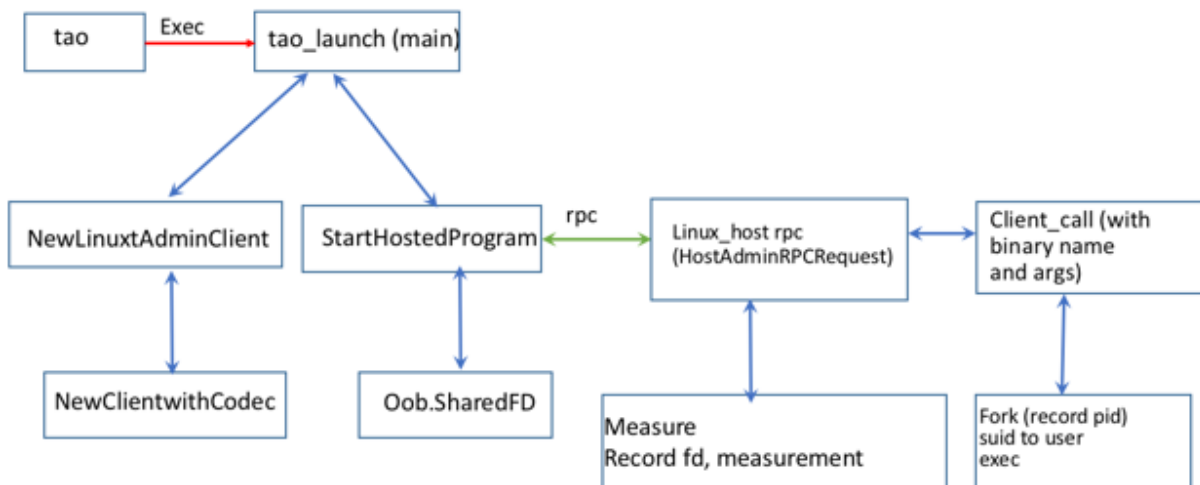 tao
Exec
tao_launch (main)
NewLinuxtAdminClient
StartHostedProgram
rpc
Linux_host rpc
(HostAdminRPCRequest)
Client_call (with
binary name
and args)
NewClientwithCodec
Oob.SharedFD
Measure
Record fd, measurement
Fork (record pid)
suid to user
exec